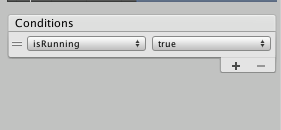 Conditions
isRunning true
+ −